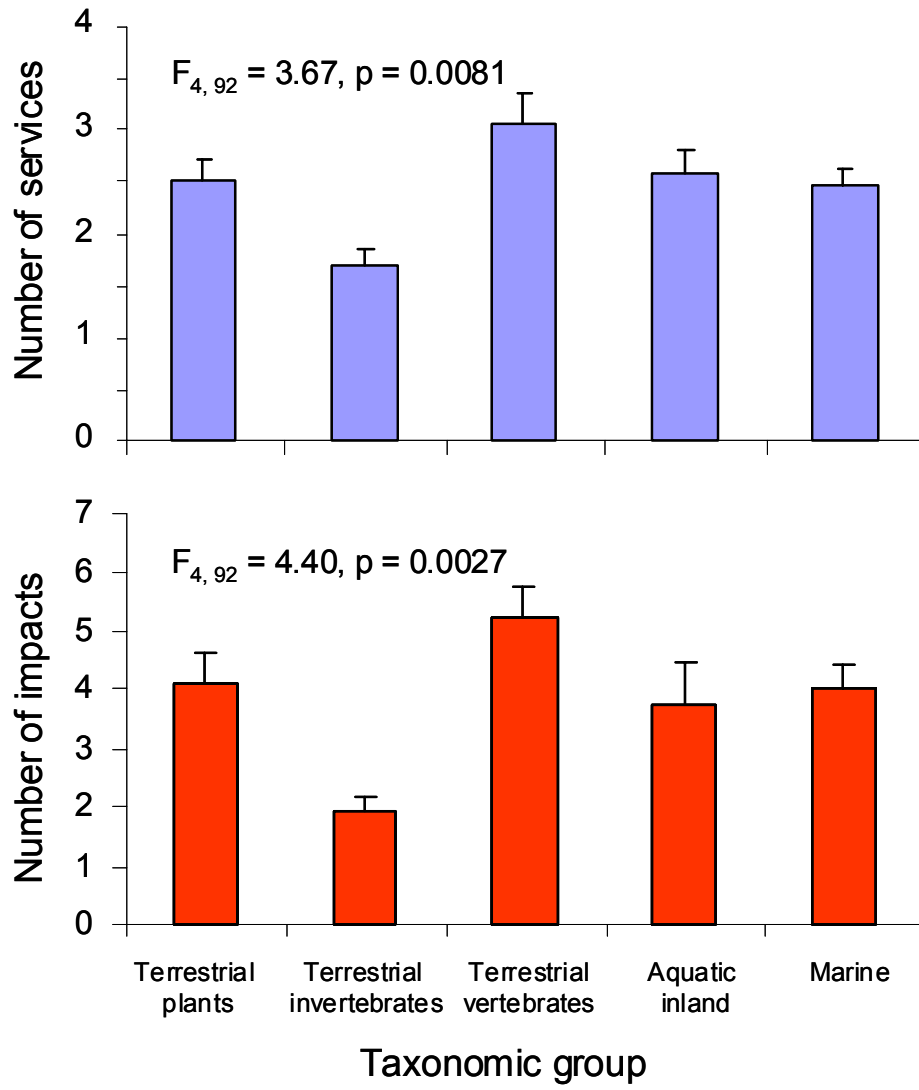 4
3
2
1
0
Number of services
F4, 92 = 3.67, p = 0.0081
7
6
5
4
3
2
1
0
Number of impacts
F4, 92 = 4.40, p = 0.0027
Terrestrial
plants
Terrestrial
invertebrates
Terrestrial
vertebrates
Aquatic
inland
Marine
Taxonomic group